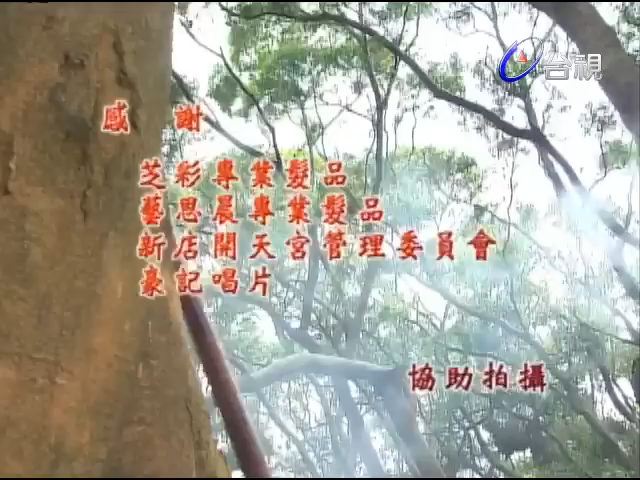 台視
感謝
芝彩專業髮品
藝思晨專業髮品
新店開天宮管理委員會
豪記唱片
協助拍攝